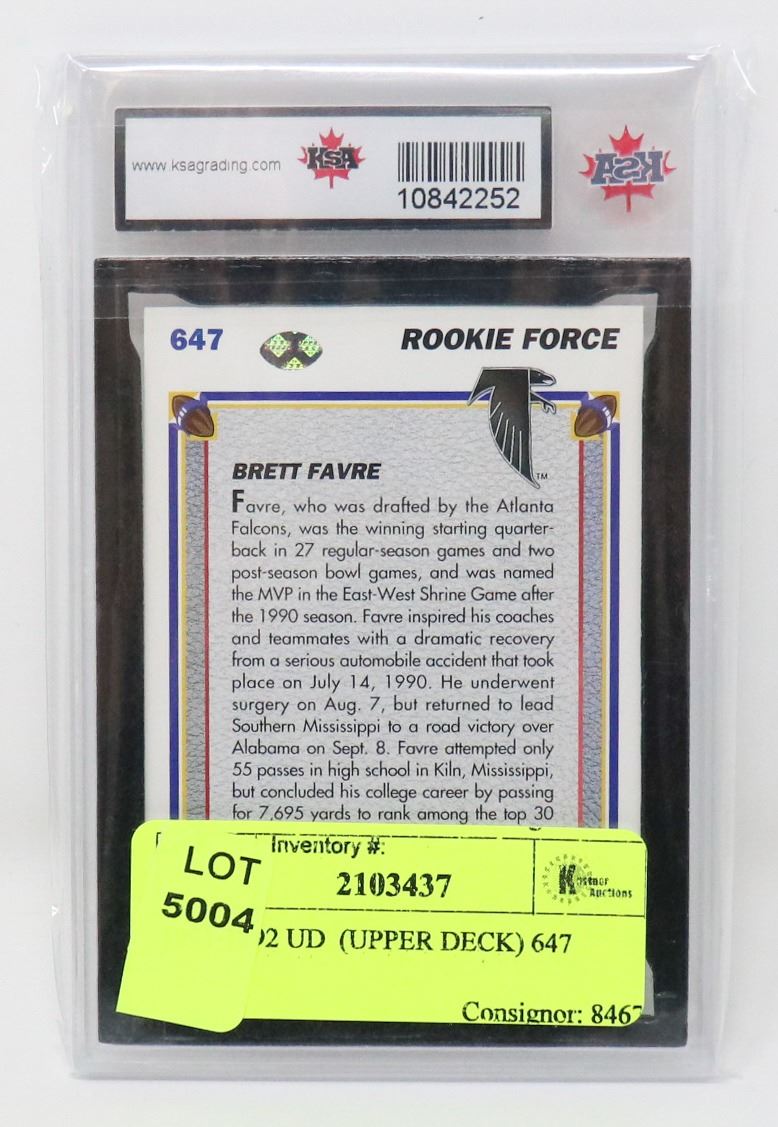 www.ksagrading.com
KSA
10842252
KSA
647
ROOKIE FORCE
TM
BRETT FAVRE
Favre, who was drafted by the Atlanta
Falcons, was the winning starting quarter-
back in 27 regular-season games and two
post-season bowl games, and was named
the MVP in the East-West Shrine Game after
the 1990 season. Favre inspired his coaches
and teammates with a dramatic recovery
from a serious automobile accident that took
place on July 14, 1990. He underwent
surgery on Aug. 7, but returned to lead
Southern Mississippi to a road victory over
Alabama on Sept. 8. Favre attempted only
55 passes in high school in Kiln, Mississippi,
but concluded his college career by passing
for 7,695 yards to rank among the top 30
Inventory #:
LOT
5004
2103437
Kastner
Auctions
92 UD (UPPER DECK) 647
Consignor: 8467